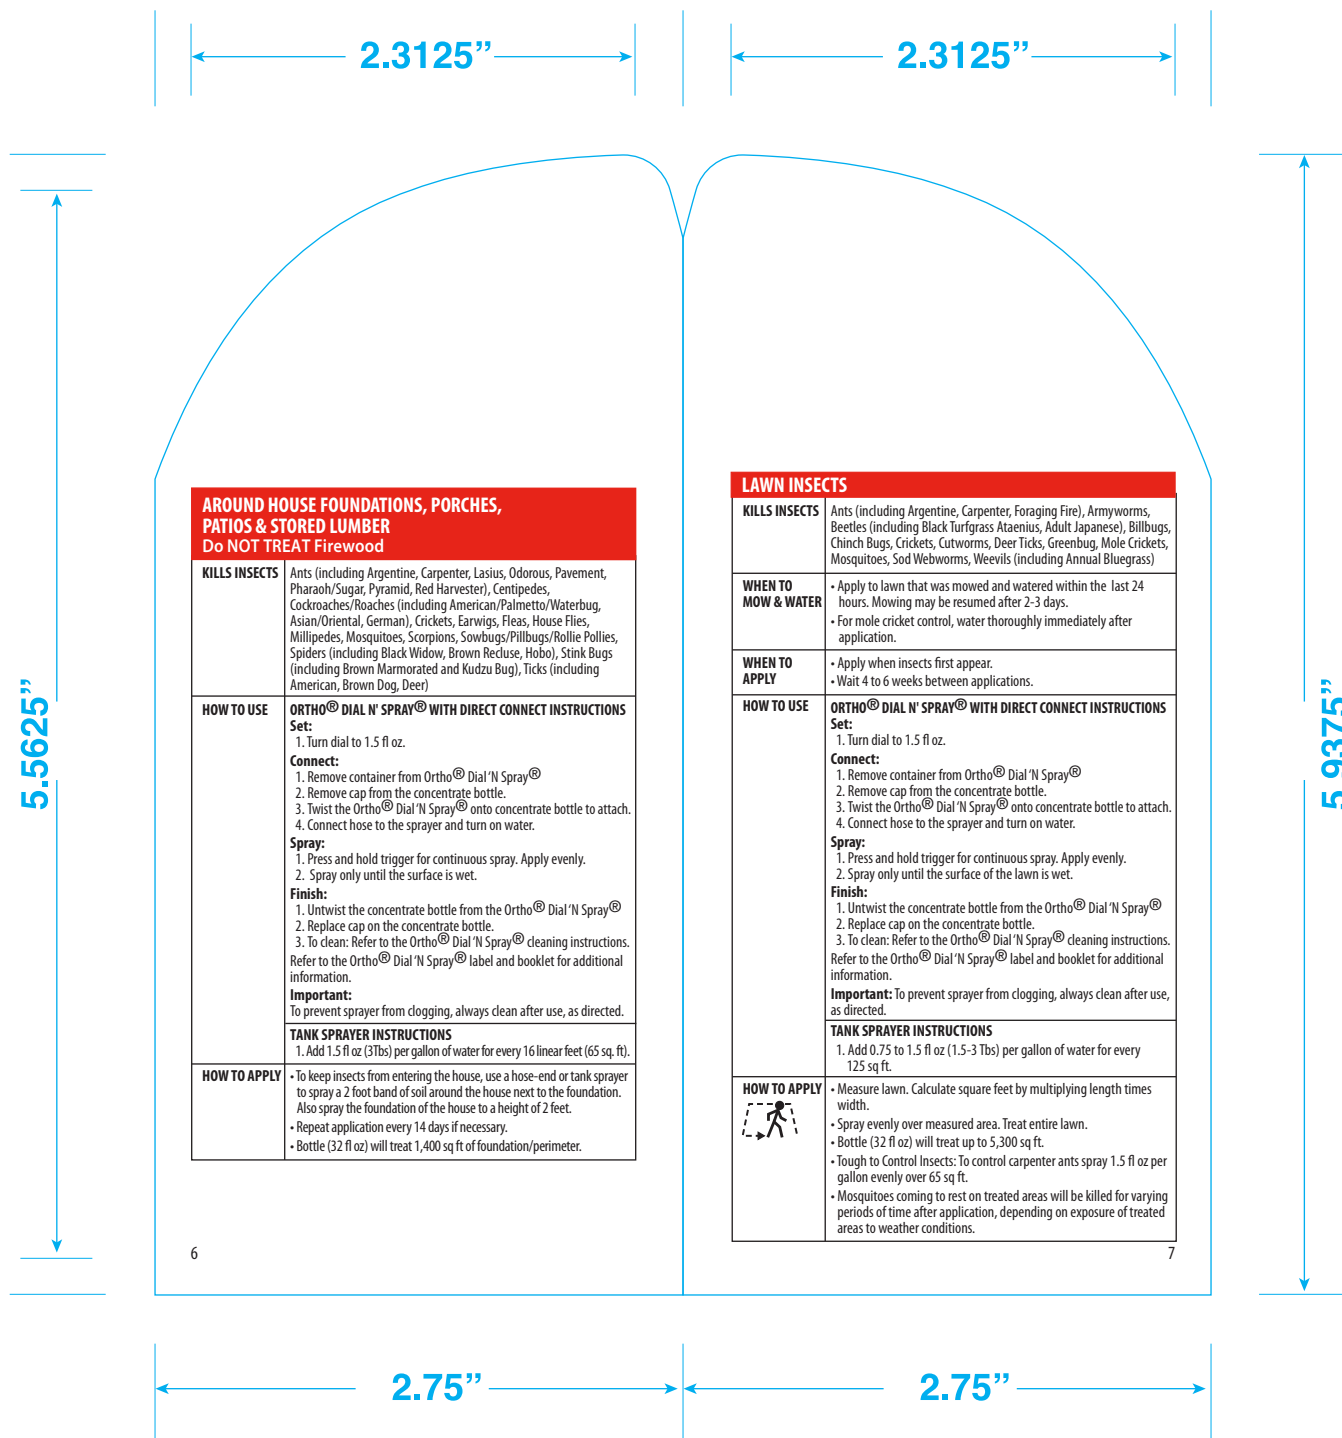 2.3125”
2.3125”
5.5625”
5.9375”
AROUND HOUSE FOUNDATIONS, PORCHES,
PATIOS & STORED LUMBER
Do NOT TREAT Firewood
KILLS INSECTS
Ants (including Argentine, Carpenter, Lasius, Odorous, Pavement,
Pharaoh/Sugar, Pyramid, Red Harvester), Centipedes,
Cockroaches/Roaches (including American/Palmetto/Waterbug,
Asian/Oriental, German), Crickets, Earwigs, Fleas, House Flies,
Millipedes, Mosquitoes, Scorpions, Sowbugs/Pillbugs/Rollie Pollies,
Spiders (including Black Widow, Brown Recluse, Hobo), Stink Bugs
(including Brown Marmorated and Kudzu Bug), Ticks (including
American, Brown Dog, Deer)
HOW TO USE
ORTHO® DIAL N' SPRAY® WITH DIRECT CONNECT INSTRUCTIONS
Set:
1. Turn dial to 1.5 fl oz.
Connect:
1. Remove container from Ortho® Dial ‘N Spray®
2. Remove cap from the concentrate bottle.
3. Twist the Ortho® Dial ‘N Spray® onto concentrate bottle to attach.
4. Connect hose to the sprayer and turn on water.
Spray:
1. Press and hold trigger for continuous spray. Apply evenly.
2. Spray only until the surface is wet.
Finish:
1. Untwist the concentrate bottle from the Ortho® Dial ‘N Spray®
2. Replace cap on the concentrate bottle.
3. To clean: Refer to the Ortho® Dial ‘N Spray® cleaning instructions.
Refer to the Ortho® Dial ‘N Spray® label and booklet for additional
information.
Important:
To prevent sprayer from clogging, always clean after use, as directed.
TANK SPRAYER INSTRUCTIONS
1. Add 1.5 fl oz (3Tbs) per gallon of water for every 16 linear feet (65 sq. ft).
HOW TO APPLY
• To keep insects from entering the house, use a hose-end or tank sprayer
to spray a 2 foot band of soil around the house next to the foundation.
Also spray the foundation of the house to a height of 2 feet.
• Repeat application every 14 days if necessary.
• Bottle (32 fl oz) will treat 1,400 sq ft of foundation/perimeter.
6
LAWN INSECTS
KILLS INSECTS
Ants (including Argentine, Carpenter, Foraging Fire), Armyworms,
Beetles (including Black Turfgrass Ataenius, Adult Japanese), Billbugs,
Chinch Bugs, Crickets, Cutworms, Deer Ticks, Greenbug, Mole Crickets,
Mosquitoes, Sod Webworms, Weevils (including Annual Bluegrass)
WHEN TO
MOW & WATER
• Apply to lawn that was mowed and watered within the last 24
hours. Mowing may be resumed after 2-3 days.
• For mole cricket control, water thoroughly immediately after
application.
WHEN TO
APPLY
• Apply when insects first appear.
• Wait 4 to 6 weeks between applications.
HOW TO USE
ORTHO® DIAL N' SPRAY® WITH DIRECT CONNECT INSTRUCTIONS
Set:
1. Turn dial to 1.5 fl oz.
Connect:
1. Remove container from Ortho® Dial ‘N Spray®
2. Remove cap from the concentrate bottle.
3. Twist the Ortho® Dial ‘N Spray® onto concentrate bottle to attach.
4. Connect hose to the sprayer and turn on water.
Spray:
1. Press and hold trigger for continuous spray. Apply evenly.
2. Spray only until the surface of the lawn is wet.
Finish:
1. Untwist the concentrate bottle from the Ortho® Dial ‘N Spray®
2. Replace cap on the concentrate bottle.
3. To clean: Refer to the Ortho® Dial ‘N Spray® cleaning instructions.
Refer to the Ortho® Dial ‘N Spray® label and booklet for additional
information.
Important: To prevent sprayer from clogging, always clean after use,
as directed.
TANK SPRAYER INSTRUCTIONS
1. Add 0.75 to 1.5 fl oz (1.5-3 Tbs) per gallon of water for every
125 sq ft.
HOW TO APPLY
• Measure lawn. Calculate square feet by multiplying length times
width.
• Spray evenly over measured area. Treat entire lawn.
• Bottle (32 fl oz) will treat up to 5,300 sq ft.
• Tough to Control Insects: To control carpenter ants spray 1.5 fl oz per
gallon evenly over 65 sq ft.
• Mosquitoes coming to rest on treated areas will be killed for varying
periods of time after application, depending on exposure of treated
areas to weather conditions.
7
2.75”
2.75”